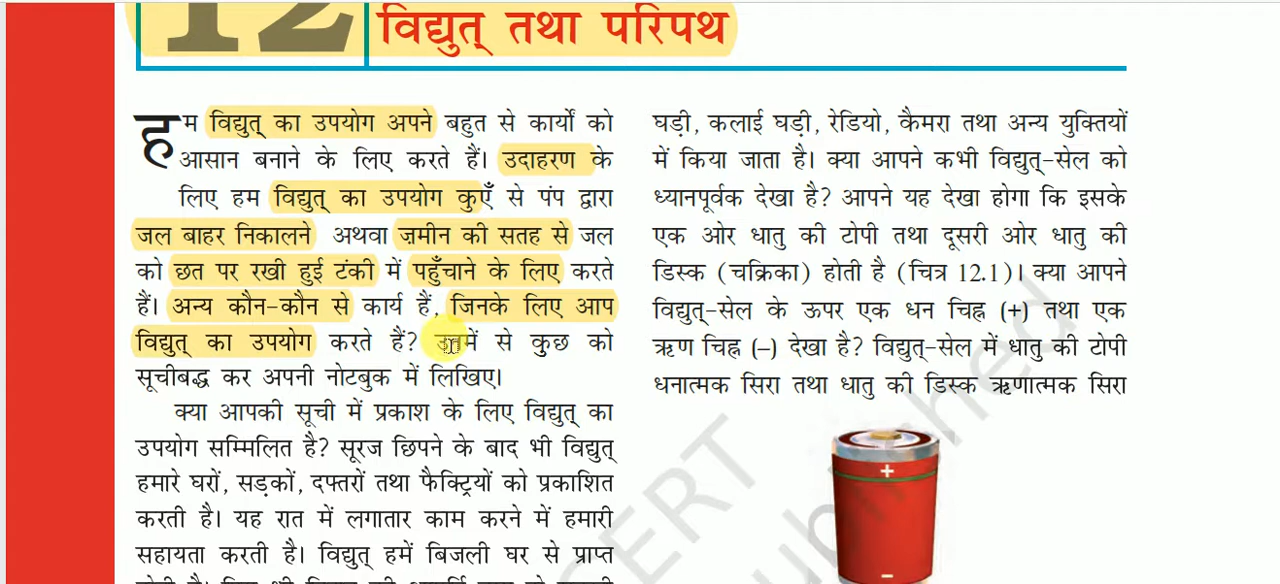 12
विद्युत् तथा परिपथ
हम विद्युत् का उपयोग अपने बहुत से कार्यों को
आसान बनाने के लिए करते हैं। उदाहरण के
लिए हम विद्युत् का उपयोग कुएँ से पंप द्वारा
जल बाहर निकालने अथवा ज़मीन की सतह से जल
को छत पर रखी हुई टंकी में पहुँचाने के लिए करते
हैं। अन्य कौन-कौन से कार्य हैं, जिनके लिए आप
विद्युत् का उपयोग करते हैं? उनमें से कुछ को
सूचीबद्ध कर अपनी नोटबुक में लिखिए।
क्या आपकी सूची में प्रकाश के लिए विद्युत् का
उपयोग सम्मिलित है? सूरज छिपने के बाद भी विद्युत्
हमारे घरों, सड़कों, दफ्तरों तथा फैक्ट्रियों को प्रकाशित
करती है। यह रात में लगातार काम करने में हमारी
सहायता करती है। विद्युत् हमें बिजली घर से प्राप्त
घड़ी, कलाई घड़ी, रेडियो, कैमरा तथा अन्य युक्तियों
में किया जाता है। क्या आपने कभी विद्युत्-सेल को
ध्यानपूर्वक देखा है? आपने यह देखा होगा कि इसके
एक ओर धातु की टोपी तथा दूसरी ओर धातु की
डिस्क (चक्रिका) होती है (चित्र 12.1)। क्या आपने
विद्युत्-सेल के ऊपर एक धन चिह्न (+) तथा एक
ऋण चिह्न (–) देखा है? विद्युत्-सेल में धातु की टोपी
धनात्मक सिरा तथा धातु की डिस्क ऋणात्मक सिरा
+
–